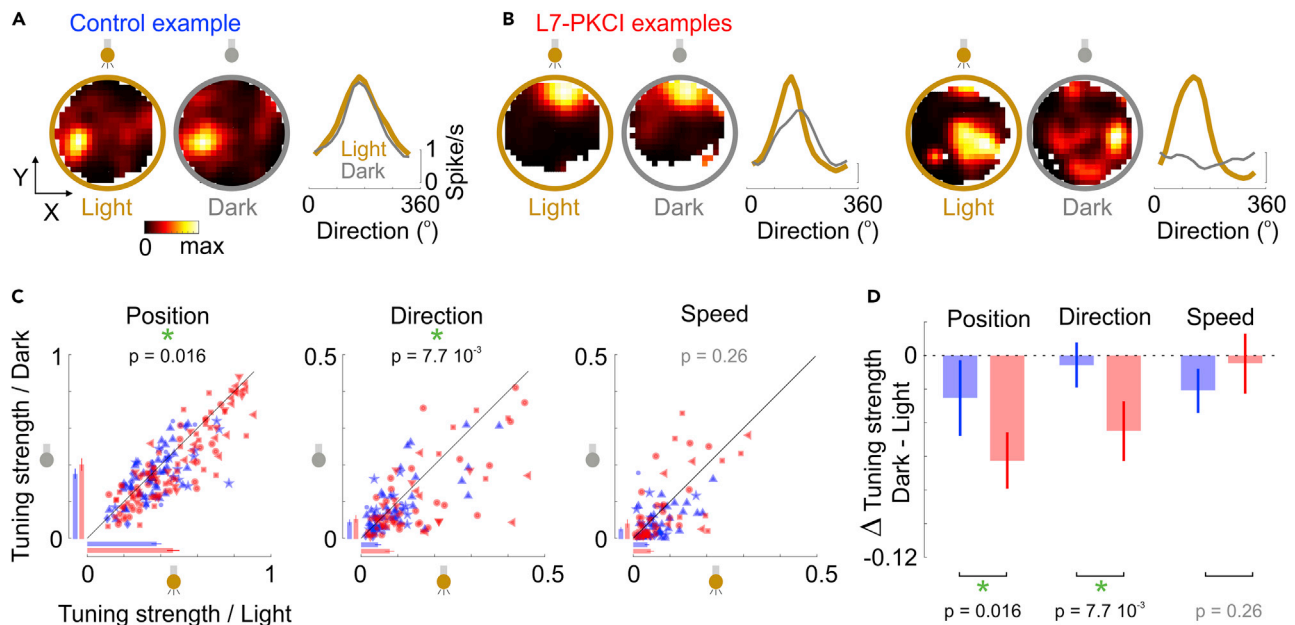 A
Control example
Light
Dark
Y
X
0
max
Light
Dark
1
0
Spike/s
0
360
Direction (°)
B
L7-PKCI examples
Light
Dark
0
360
Direction (°)
Light
Dark
0
360
Direction (°)
C
Position
*
p = 0.016
1
0
Tuning strength / Dark
0
1
Tuning strength / Light
Direction
*
p = 7.7 10⁻³
0.5
0
0
0.5
Speed
p = 0.26
0.5
0
0
0.5
D
Position
Direction
Speed
0
-0.12
Δ Tuning strength
Dark - Light
*
p = 0.016
*
p = 7.7 10⁻³
p = 0.26